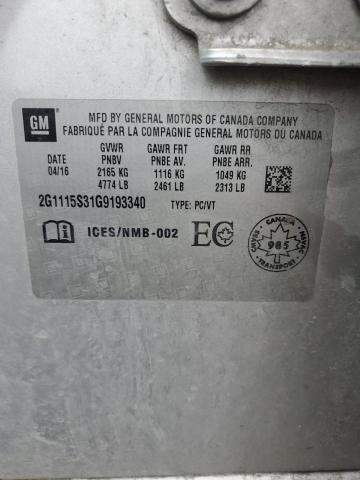 GM
MFD BY GENERAL MOTORS OF CANADA COMPANY
FABRIQUÉ PAR LA COMPAGNIE GENERAL MOTORS DU CANADA
GVWR GAWR FRT GAWR RR
DATE PNBV PNBE AV. PNBE ARR.
04/16 2165 KG 1116 KG 1049 KG
4774 LB 2461 LB 2313 LB
2G1115S31G9193340 TYPE: PC/VT
ICES/NMB-002 EC
CANADA
SVMAC NSVAC
985
TRANSPORT